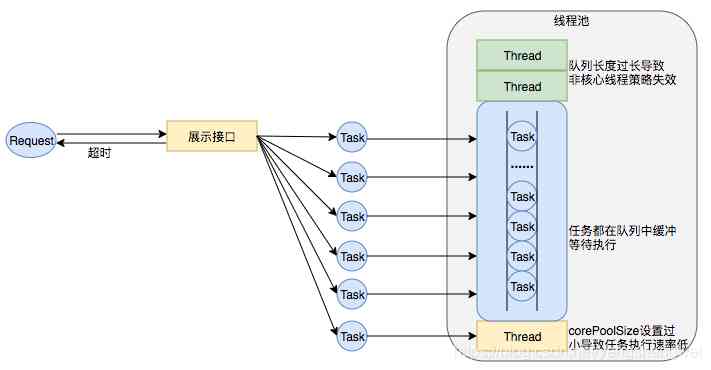 线程池
Thread
Thread
队列长度过长导致
非核心线程策略失效
Request
超时
展示接口
Task
Task
Task
Task
Task
Task
Task
......
Task
Task
Task
Task
任务都在队列中缓冲
等待执行
Thread
corePoolSize设置过
小导致任务执行速率低